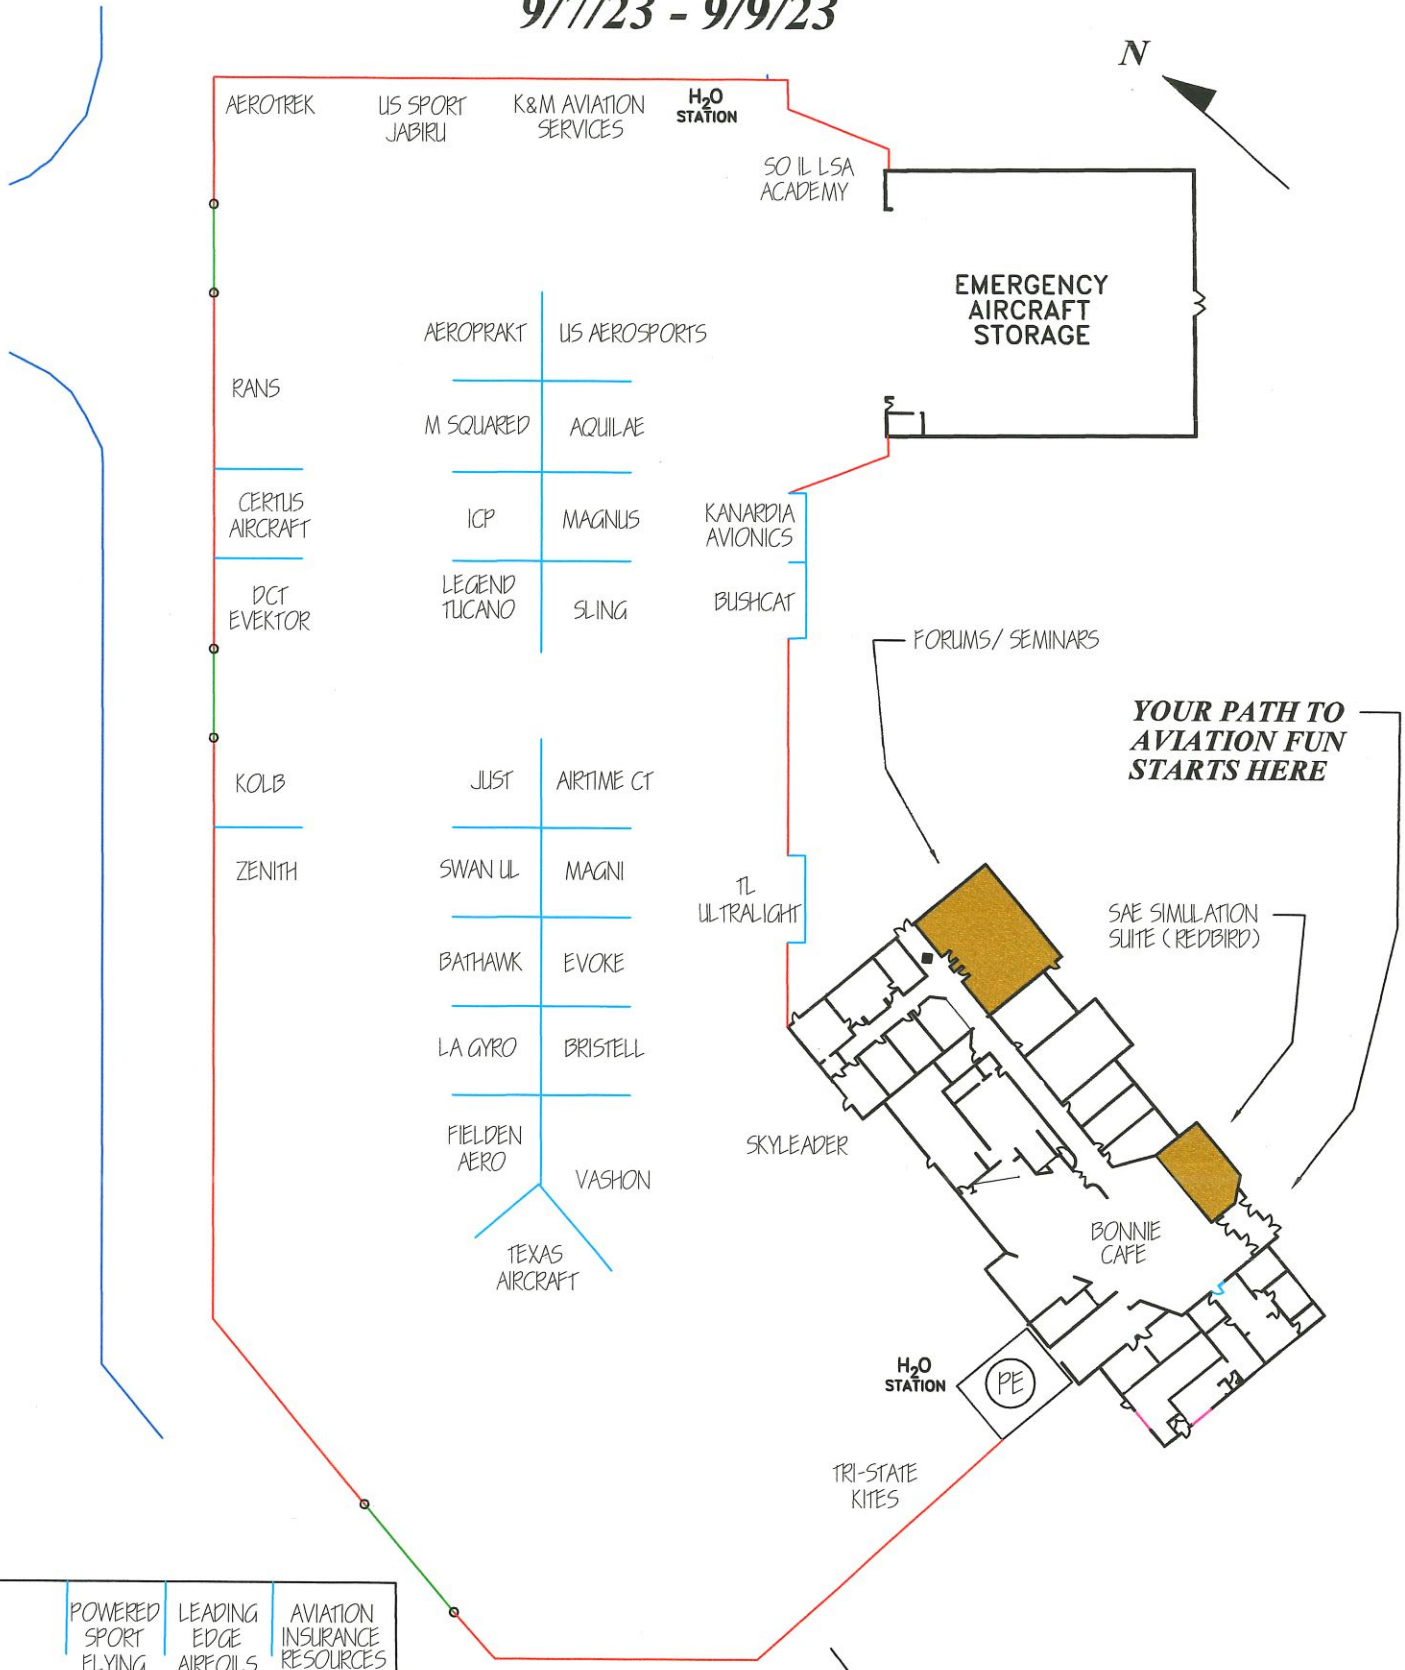 9/7/23 - 9/9/23
N
AEROTREK
US SPORT
JABIRU
K&M AVIATION
SERVICES
H2O
STATION
SO IL LSA
ACADEMY
EMERGENCY
AIRCRAFT
STORAGE
AEROPRAKT
US AEROSPORTS
RANS
M SQUARED
AQUILAE
CERTUS
AIRCRAFT
ICP
MAGNUS
KANARDIA
AVIONICS
DCT
EVEKTOR
LEGEND
TUCANO
SLING
BUSHCAT
FORUMS/ SEMINARS
YOUR PATH TO
AVIATION FUN
STARTS HERE
KOLB
JUST
AIRTIME CT
ZENITH
SWAN UL
MAGNI
TL
ULTRALIGHT
SAE SIMULATION
SUITE (REDBIRD)
BATHAWK
EVOKE
LA GYRO
BRISTELL
FIELDEN
AERO
VASHON
SKYLEADER
TEXAS
AIRCRAFT
BONNIE
CAFE
H2O
STATION
PE
TRI-STATE
KITES
POWERED
SPORT
FLYING
LEADING
EDGE
AIRFOILS
AVIATION
INSURANCE
RESOURCES